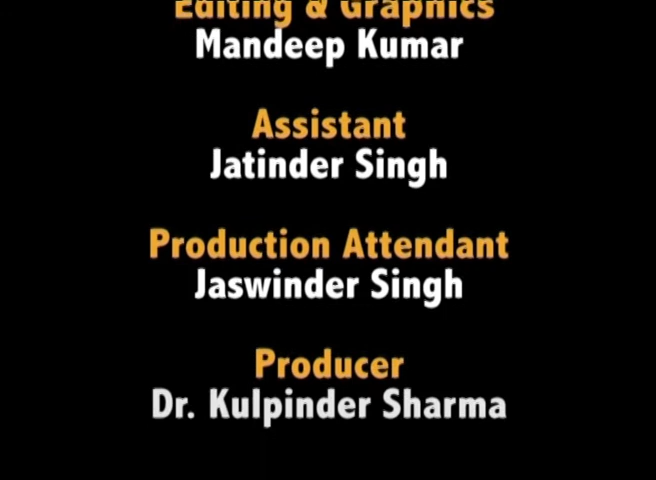 Editing & Graphics
Mandeep Kumar
Assistant
Jatinder Singh
Production Attendant
Jaswinder Singh
Producer
Dr. Kulpinder Sharma